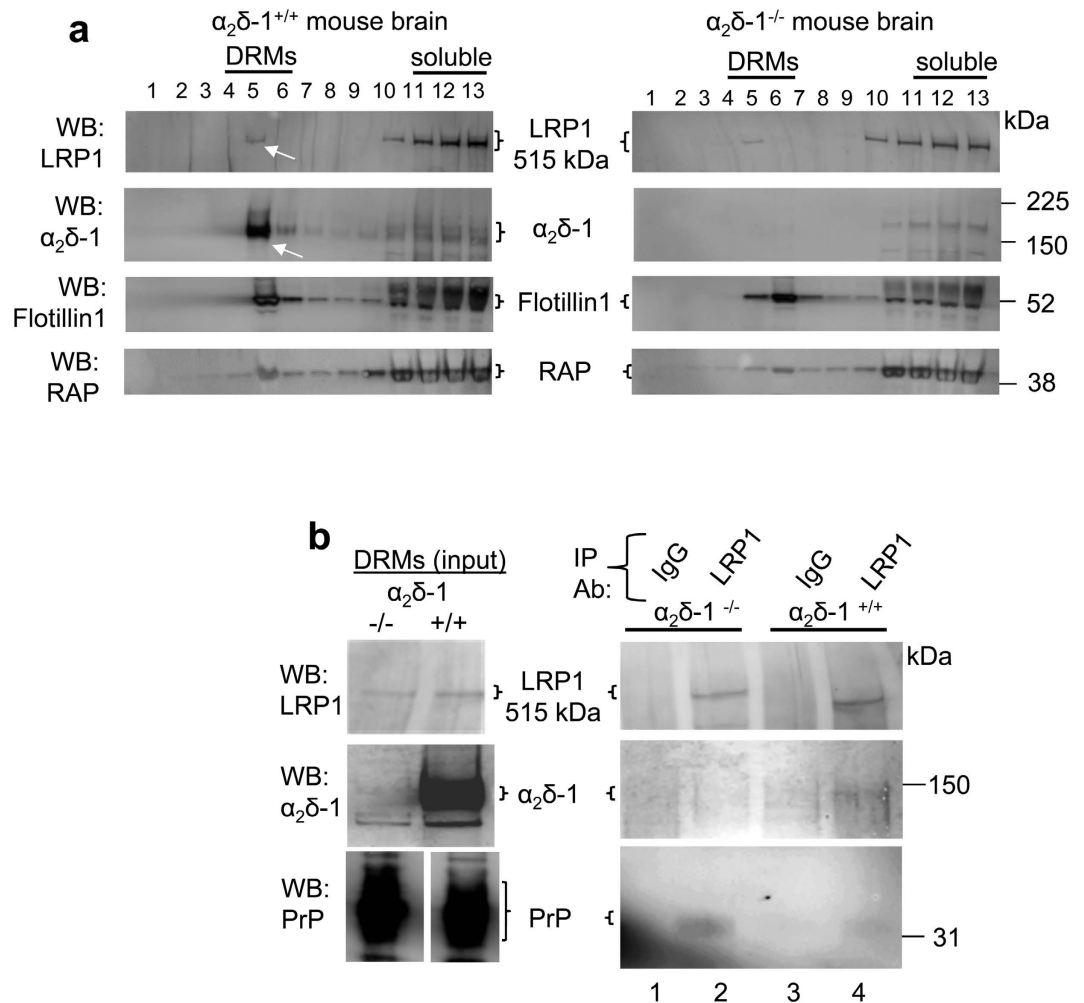 a
α₂δ-1⁺/⁺ mouse brain
DRMs soluble
1 2 3 4 5 6 7 8 9 10 11 12 13
α₂δ-1⁻/⁻ mouse brain
DRMs soluble
1 2 3 4 5 6 7 8 9 10 11 12 13
kDa
WB:
LRP1
LRP1
515 kDa
WB:
α₂δ-1
α₂δ-1
225
150
WB:
Flotillin1
Flotillin1
52
WB:
RAP
RAP
38
b
DRMs (input)
α₂δ-1
-/- +/+
IP
Ab:
IgG LRP1 IgG LRP1
α₂δ-1 ⁻/⁻ α₂δ-1 ⁺/⁺
kDa
WB:
LRP1
LRP1
515 kDa
WB:
α₂δ-1
α₂δ-1
150
WB:
PrP
PrP
31
1 2 3 4